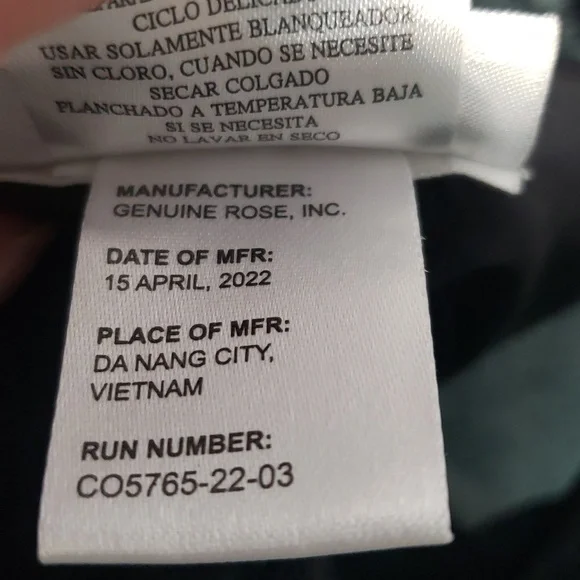 CICLO
USAR SOLAMENTE BLANQUEADOR
SIN CLORO, CUANDO SE NECESITE
SECAR COLGADO
PLANCHADO A TEMPERATURA BAJA
SI SE NECESITA
NO LAVAR EN SECO
MANUFACTURER:
GENUINE ROSE, INC.
DATE OF MFR:
15 APRIL, 2022
PLACE OF MFR:
DA NANG CITY,
VIETNAM
RUN NUMBER:
CO5765-22-03